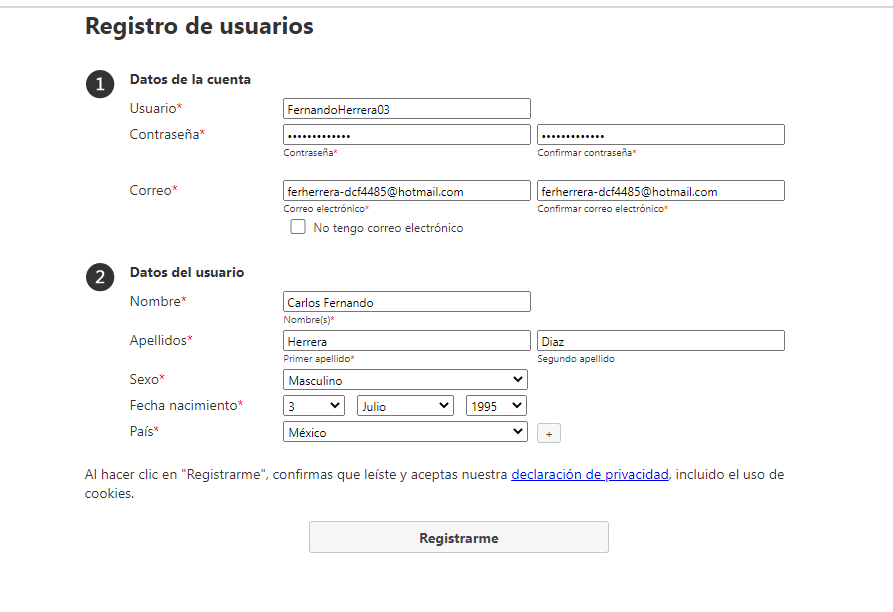 Registro de usuarios
1 Datos de la cuenta
Usuario* FernandoHerrera03
Contraseña* ••••••••••••• •••••••••••••
Contraseña* Confirmar contraseña*
Correo* ferherrera-dcf4485@hotmail.com ferherrera-dcf4485@hotmail.com
Correo electrónico* Confirmar correo electrónico*
No tengo correo electrónico
2 Datos del usuario
Nombre* Carlos Fernando
Nombre(s)*
Apellidos* Herrera Diaz
Primer apellido* Segundo apellido
Sexo* Masculino
Fecha nacimiento* 3 Julio 1995
País* México +
Al hacer clic en "Registrarme", confirmas que leíste y aceptas nuestra declaración de privacidad, incluido el uso de
cookies.
Registrarme